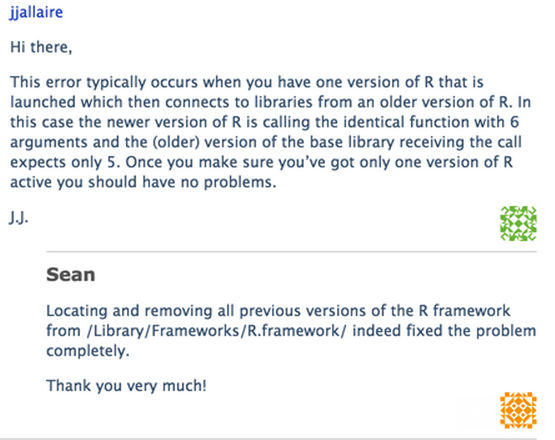 jjallaire
Hi there,
This error typically occurs when you have one version of R that is
launched which then connects to libraries from an older version of R. In
this case the newer version of R is calling the identical function with 6
arguments and the (older) version of the base library receiving the call
expects only 5. Once you make sure you've got only one version of R
active you should have no problems.
J.J.
Sean
Locating and removing all previous versions of the R framework
from /Library/Frameworks/R.framework/ indeed fixed the problem
completely.
Thank you very much!